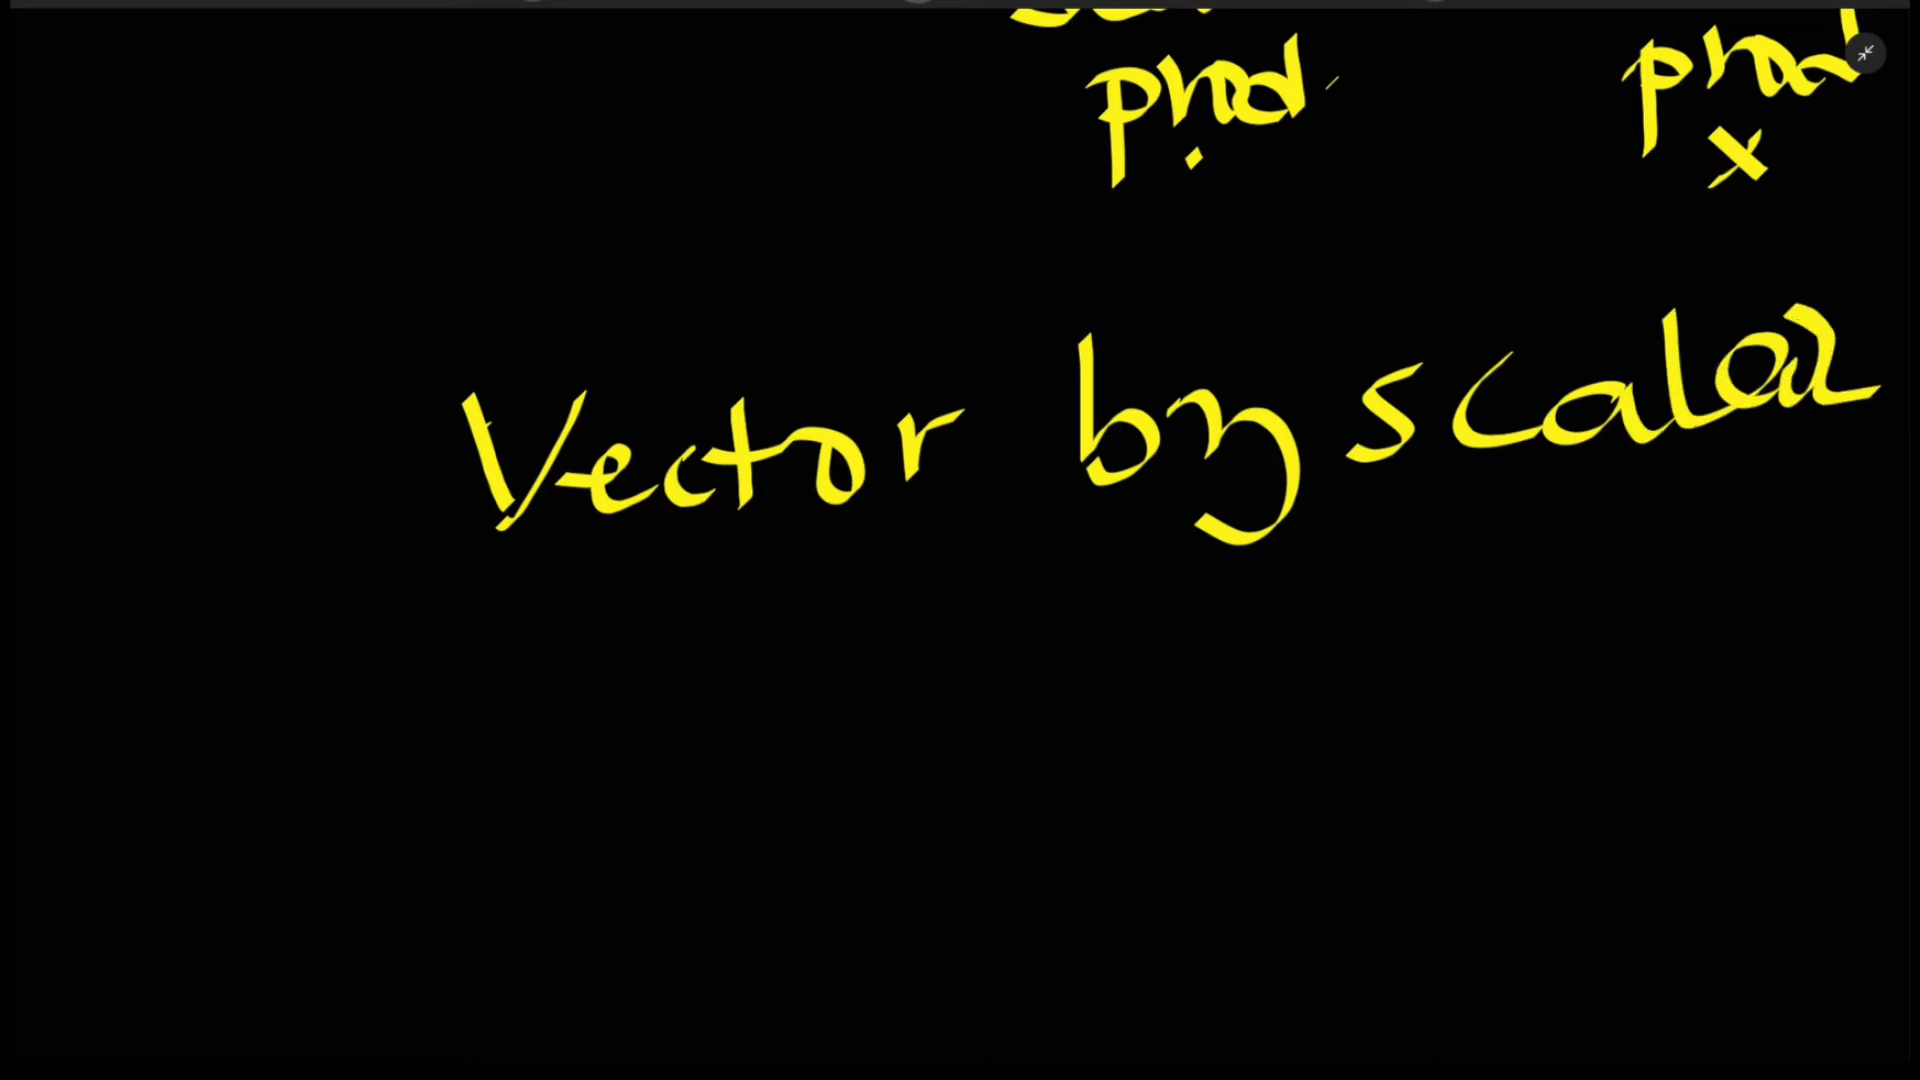 prod
prod
.
x
Vector by scalar